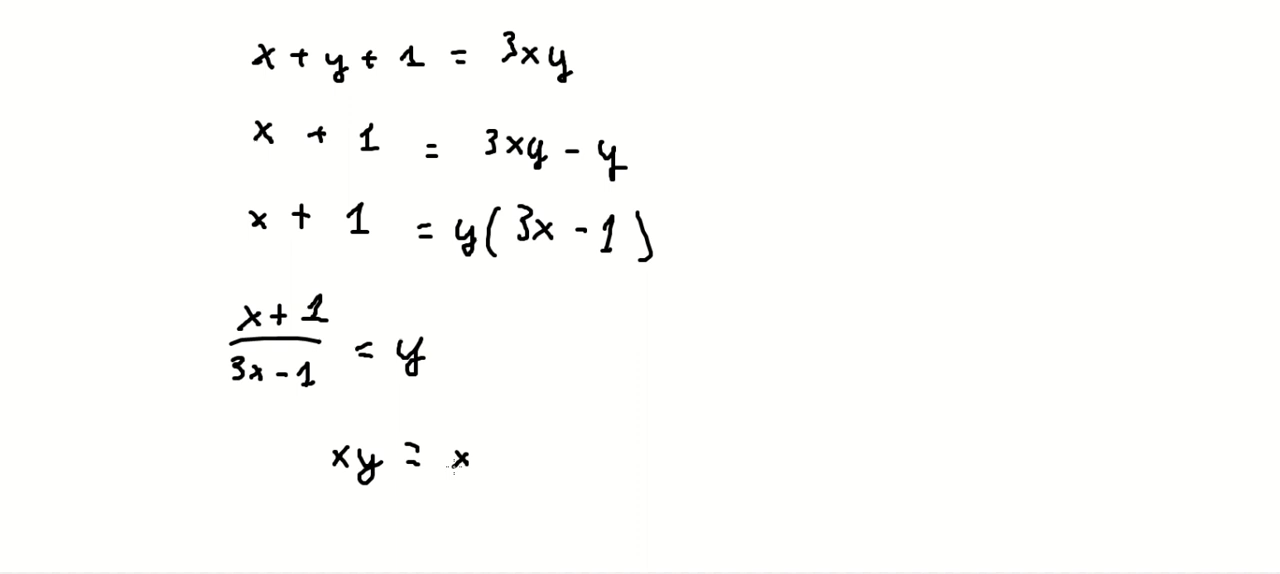 x + y + 1 = 3xy
x + 1 = 3xy - y
x + 1 = y(3x - 1)
x + 1
3x - 1
= y
xy = x